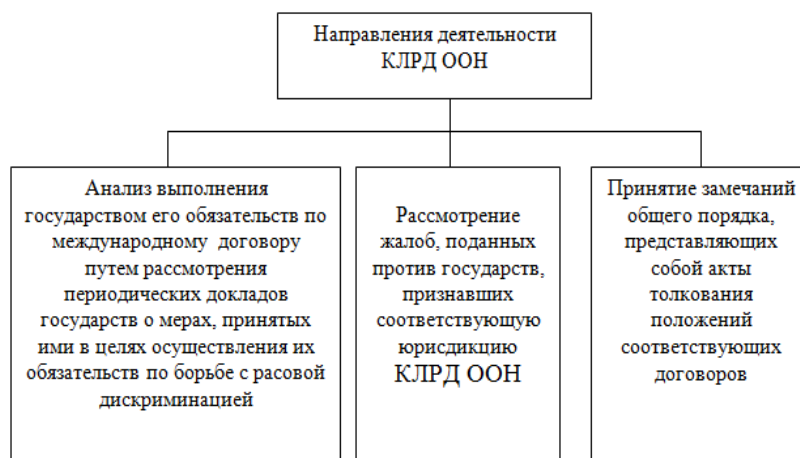 Направления деятельности
КЛРД ООН
Анализ выполнения
государством его обязательств по
международному договору
путем рассмотрения
периодических докладов
государств о мерах, принятых
ими в целях осуществления их
обязательств по борьбе с расовой
дискриминацией
Рассмотрение
жалоб, поданных
против государств,
признавших
соответствующую
юрисдикцию
КЛРД ООН
Принятие замечаний
общего порядка,
представляющих
собой акты
толкования
положений
соответствующих
договоров